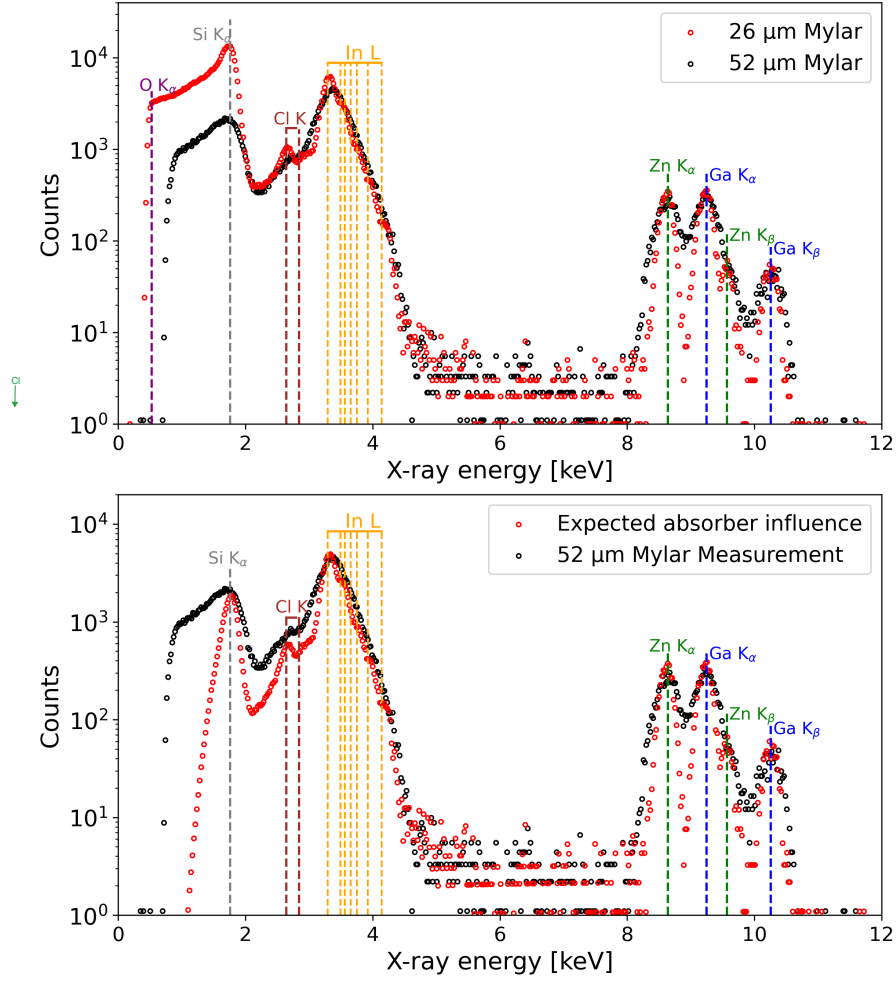 10⁴
10³
10²
10¹
10⁰
Counts
O Kα
Si Kα
Cl K
In L
Zn Kα
Ga Kα
Zn Kβ
Ga Kβ
26 μm Mylar
52 μm Mylar
0 2 4 6 8 10 12
X-ray energy [keV]
Cl
10⁴
10³
10²
10¹
10⁰
Counts
Si Kα
Cl K
In L
Zn Kα
Ga Kα
Zn Kβ
Ga Kβ
Expected absorber influence
52 μm Mylar Measurement
0 2 4 6 8 10 12
X-ray energy [keV]